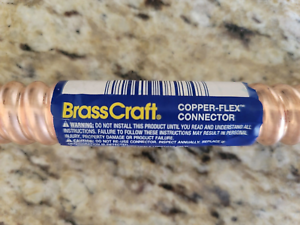 BrassCraft®
COPPER-FLEX™
CONNECTOR
⚠ WARNING: DO NOT INSTALL THIS PRODUCT UNTIL YOU READ AND UNDERSTAND ALL
INSTRUCTIONS. FAILURE TO FOLLOW THESE INSTRUCTIONS MAY RESULT IN PERSONAL
INJURY, PROPERTY DAMAGE OR PRODUCT FAILURE.
⚠ CAUTION: DO NOT RE-USE CONNECTOR. INSPECT ANNUALLY. REPLACE IF